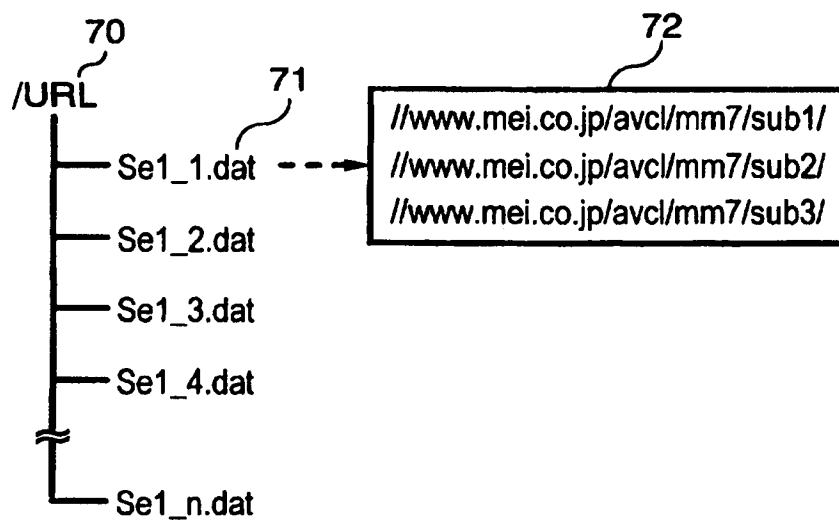 70
/URL
71
72
Se1_1.dat
//www.mei.co.jp/avcl/mm7/sub1/
//www.mei.co.jp/avcl/mm7/sub2/
//www.mei.co.jp/avcl/mm7/sub3/
Se1_2.dat
Se1_3.dat
Se1_4.dat
Se1_n.dat